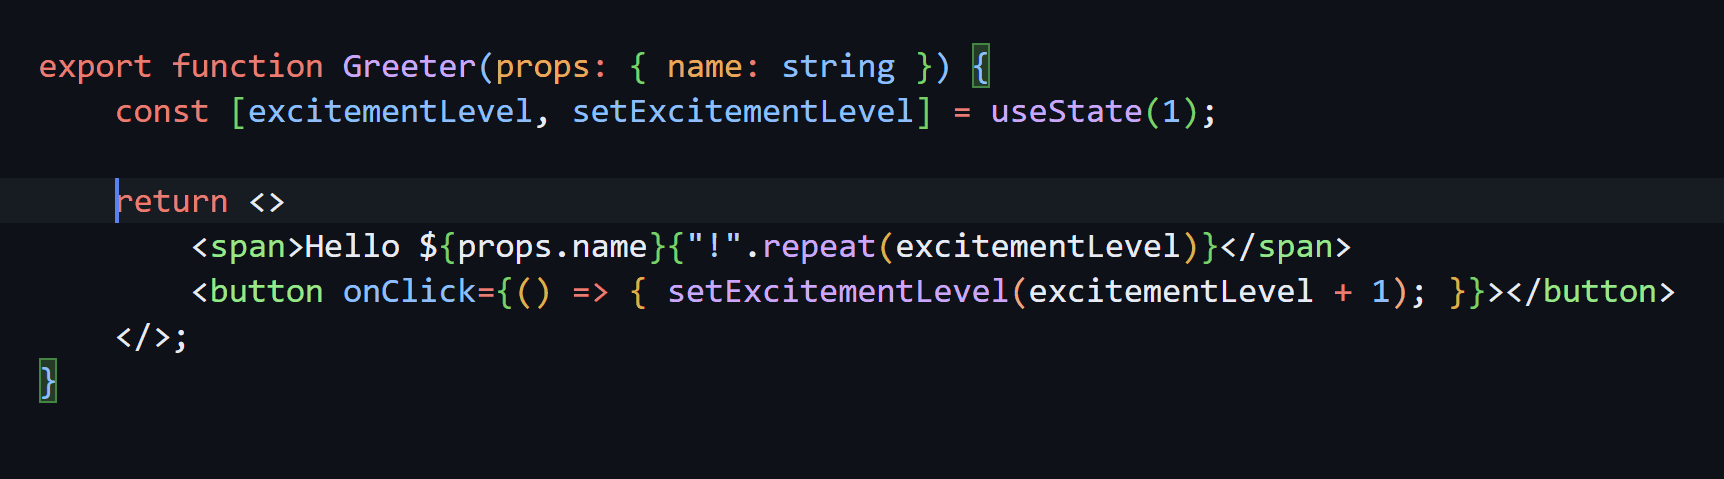 export function Greeter(props: { name: string }) {
    const [excitementLevel, setExcitementLevel] = useState(1);
    return <>
        <span>Hello ${props.name}{"!".repeat(excitementLevel)}</span>
        <button onClick={() => { setExcitementLevel(excitementLevel + 1); }}></button>
    </>;
}